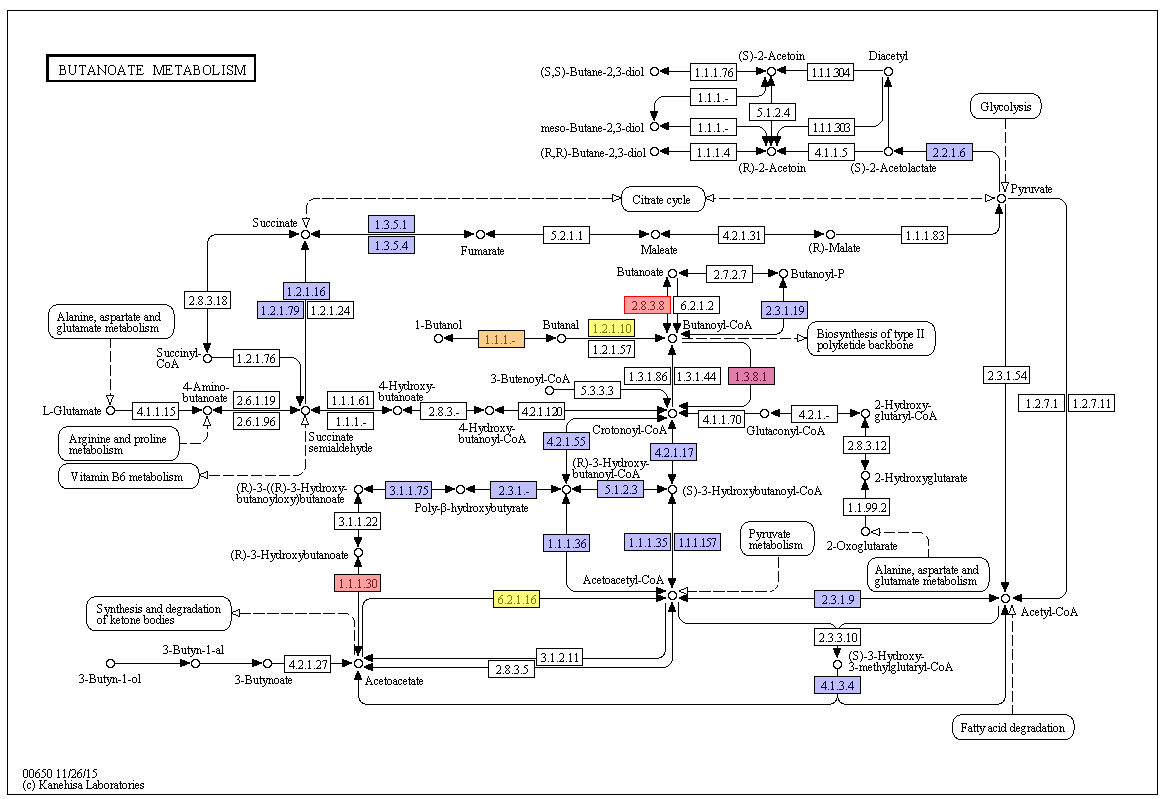 BUTANOATE METABOLISM
(S)-2-Acetoin
Diacetyl
(S,S)-Butane-2,3-diol
1.1.1.76
1.1.1.304
1.1.1.-
5.1.2.4
Glycolysis
meso-Butane-2,3-diol
1.1.1.-
1.1.1.303
(R,R)-Butane-2,3-diol
1.1.1.4
4.1.1.5
2.2.1.6
(R)-2-Acetoin
(S)-2-Acetolactate
Pyruvate
Citrate cycle
Succinate
1.3.5.1
1.3.5.4
Fumarate
5.2.1.1
Maleate
4.2.1.31
(R)-Malate
1.1.1.83
Butanoate
2.7.2.7
Butanoyl-P
1.2.1.16
2.8.3.18
1.2.1.79
1.2.1.24
2.8.3.8
6.2.1.2
2.3.1.19
Alanine, aspartate and
glutamate metabolism
1-Butanol
1.1.1.-
Butanal
1.2.1.10
1.2.1.57
Butanoyl-CoA
Biosynthesis of type II
polyketide backbone
Succinyl-
CoA
1.2.1.76
3-Butenoyl-CoA
5.3.3.3
1.3.1.86
1.3.1.44
1.3.8.1
2.3.1.54
4-Amino-
butanoate
4-Hydroxy-
butanoate
L-Glutamate
4.1.1.15
2.6.1.19
2.6.1.96
1.1.1.61
1.1.1.-
2.8.3.-
4.2.1.120
4-Hydroxy-
butanoyl-CoA
Crotonoyl-CoA
4.1.1.70
Glutaconyl-CoA
4.2.1.-
2-Hydroxy-
glutaryl-CoA
1.2.7.1
1.2.7.11
Succinate
semialdehyde
Arginine and proline
metabolism
Vitamin B6 metabolism
4.2.1.55
4.2.1.17
2.8.3.12
(R)-3-Hydroxy-
butanoyl-CoA
2-Hydroxyglutarate
(R)-3-((R)-3-Hydroxy-
butanoyloxy)butanoate
3.1.1.75
2.3.1.-
5.1.2.3
(S)-3-Hydroxybutanoyl-CoA
Poly-β-hydroxybutyrate
1.1.99.2
3.1.1.22
2-Oxoglutarate
1.1.1.36
1.1.1.35
1.1.1.157
Pyruvate
metabolism
(R)-3-Hydroxybutanoate
Alanine, aspartate and
glutamate metabolism
1.1.1.30
Acetoacetyl-CoA
6.2.1.16
2.3.1.9
Acetyl-CoA
Synthesis and degradation
of ketone bodies
2.3.3.10
3-Butyn-1-ol
3-Butyn-1-al
3-Butynoate
4.2.1.27
Acetoacetate
3.1.2.11
2.8.3.5
(S)-3-Hydroxy-
3-methylglutaryl-CoA
4.1.3.4
Fatty acid degradation
00650 11/26/15
(c) Kanehisa Laboratories